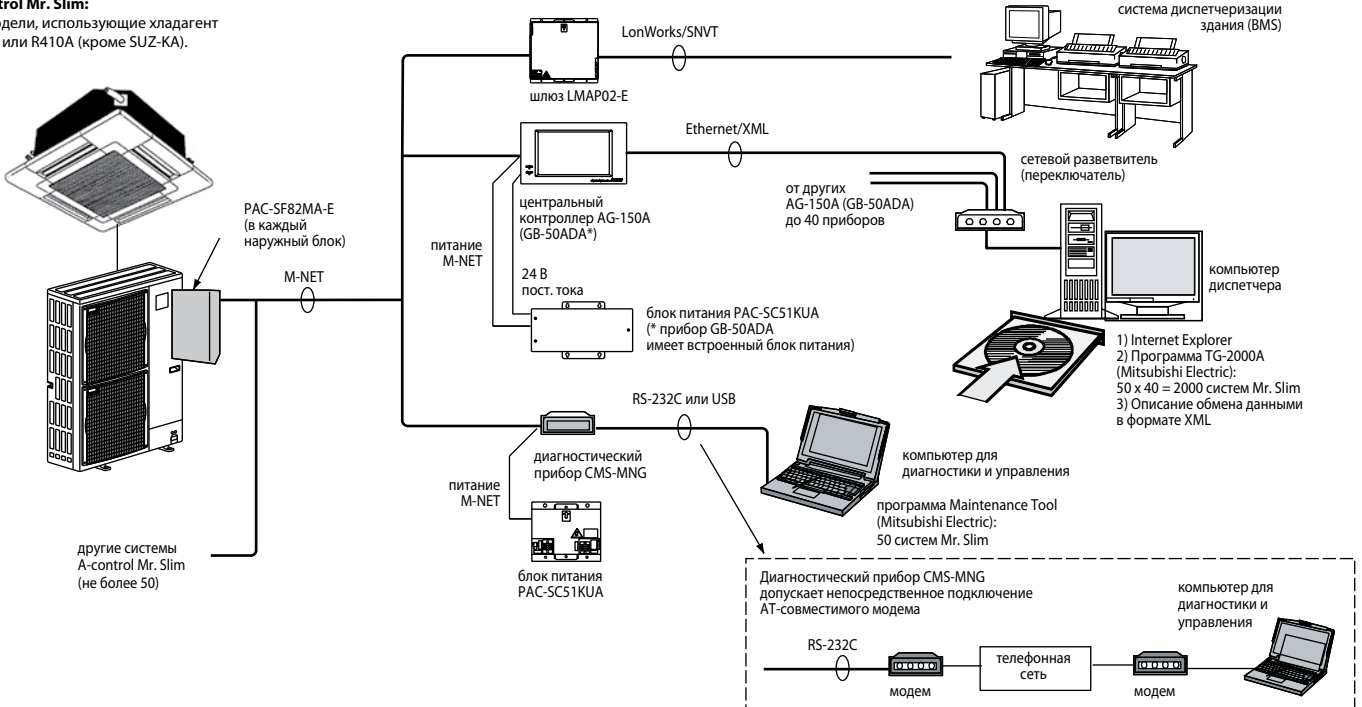 ntrol Mr. Slim:
одели, использующие хладагент
или R410A (кроме SUZ-KA).
PAC-SF82MA-E
(в каждый
наружный блок)
M-NET
другие системы
A-control Mr. Slim
(не более 50)
LonWorks/SNVT
шлюз LMAP02-E
система диспетчеризации
здания (BMS)
Ethernet/XML
центральный
контроллер AG-150A
(GB-50ADA*)
питание
M-NET
24 В
пост. тока
блок питания PAC-SC51KUA
(* прибор GB-50ADA
имеет встроенный блок питания)
от других
AG-150A (GB-50ADA)
до 40 приборов
сетевой разветвитель
(переключатель)
компьютер
диспетчера
1) Internet Explorer
2) Программа TG-2000A
(Mitsubishi Electric):
50 x 40 = 2000 систем Mr. Slim
3) Описание обмена данными
в формате XML
RS-232C или USB
диагностический
прибор CMS-MNG
питание
M-NET
блок питания
PAC-SC51KUA
компьютер для
диагностики и управления
программа Maintenance Tool
(Mitsubishi Electric):
50 систем Mr. Slim
Диагностический прибор CMS-MNG
допускает непосредственное подключение
АТ-совместимого модема
RS-232C
модем
телефонная
сеть
модем
компьютер для
диагностики и
управления